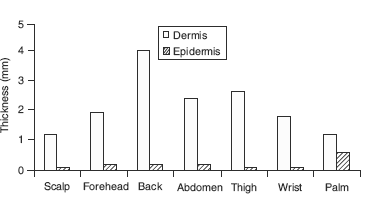 5
4
3
2
1
0
Thickness (mm)
Dermis
Epidermis
Scalp Forehead Back Abdomen Thigh Wrist Palm